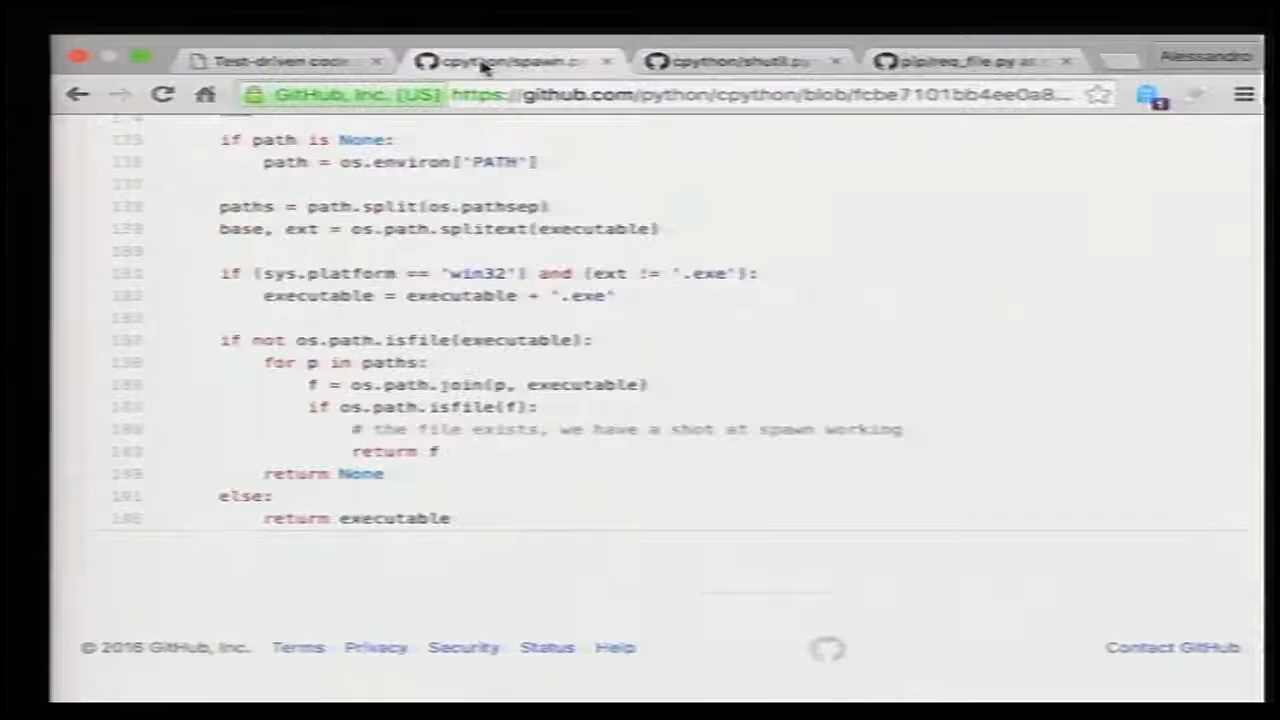 Test-driven code
cpython/spawn.p
cpython/shutil.py
pip/req_file.py at
Alessandro
GitHub, Inc. [US] https://github.com/python/cpython/blob/fcbe7101bb4ee0a8...
if path is None:
path = os.environ['PATH']
paths = path.split(os.pathsep)
base, ext = os.path.splitext(executable)
if (sys.platform == 'win32') and (ext != '.exe'):
executable = executable + '.exe'
if not os.path.isfile(executable):
for p in paths:
f = os.path.join(p, executable)
if os.path.isfile(f):
# the file exists, we have a shot at spawn working
return f
return None
else:
return executable
© 2016 GitHub, Inc. Terms Privacy Security Status Help Contact GitHub